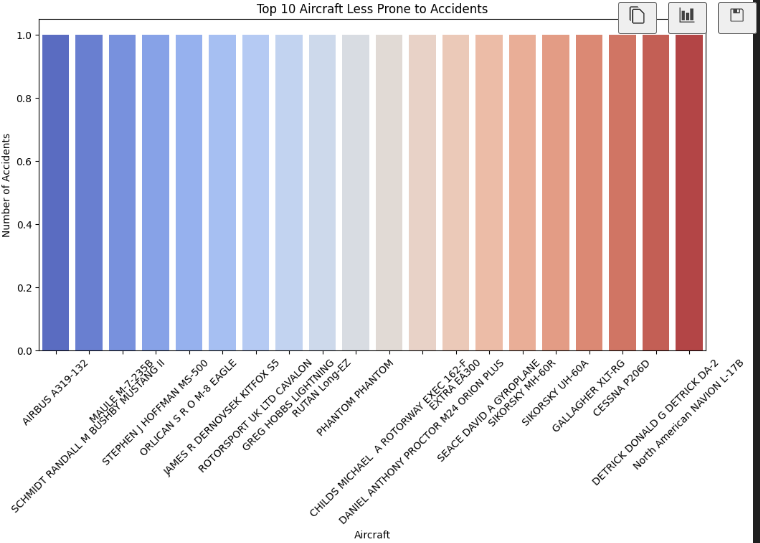 Top 10 Aircraft Less Prone to Accidents
Number of Accidents
1.0
0.8
0.6
0.4
0.2
0.0
AIRBUS A319-132
SCHMIDT RANDALL M BUSHBY MUSTANG II
MAULE M-7-235B
STEPHEN J HOFFMAN MS-500
ORLICAN S R O M-8 EAGLE
JAMES R DERNOVSEK KITFOX S5
ROTORSPORT UK LTD CAVALON
GREG HOBBS LIGHTNING
RUTAN Long-EZ
PHANTOM PHANTOM
CHILDS MICHAEL A ROTORWAY EXEC 162-F
EXTRA EA300
DANIEL ANTHONY PROCTOR M24 ORION PLUS
SEACE DAVID A GYROPLANE
SIKORSKY MH-60R
SIKORSKY UH-60A
GALLAGHER XLT-RG
CESSNA P206D
DETRICK DONALD G DETRICK DA-2
North American NAVION L-17B
Aircraft